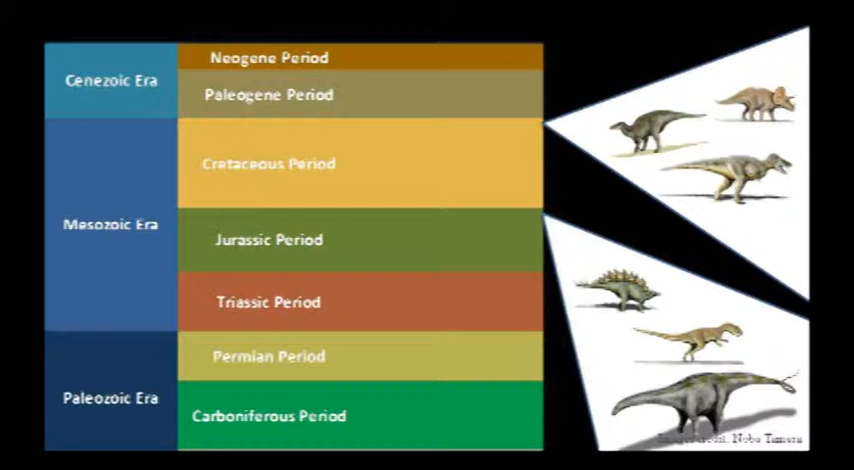 Cenezoic Era
Neogene Period
Paleogene Period
Mesozoic Era
Cretaceous Period
Jurassic Period
Triassic Period
Paleozoic Era
Permian Period
Carboniferous Period
credit, Nobu Tamura